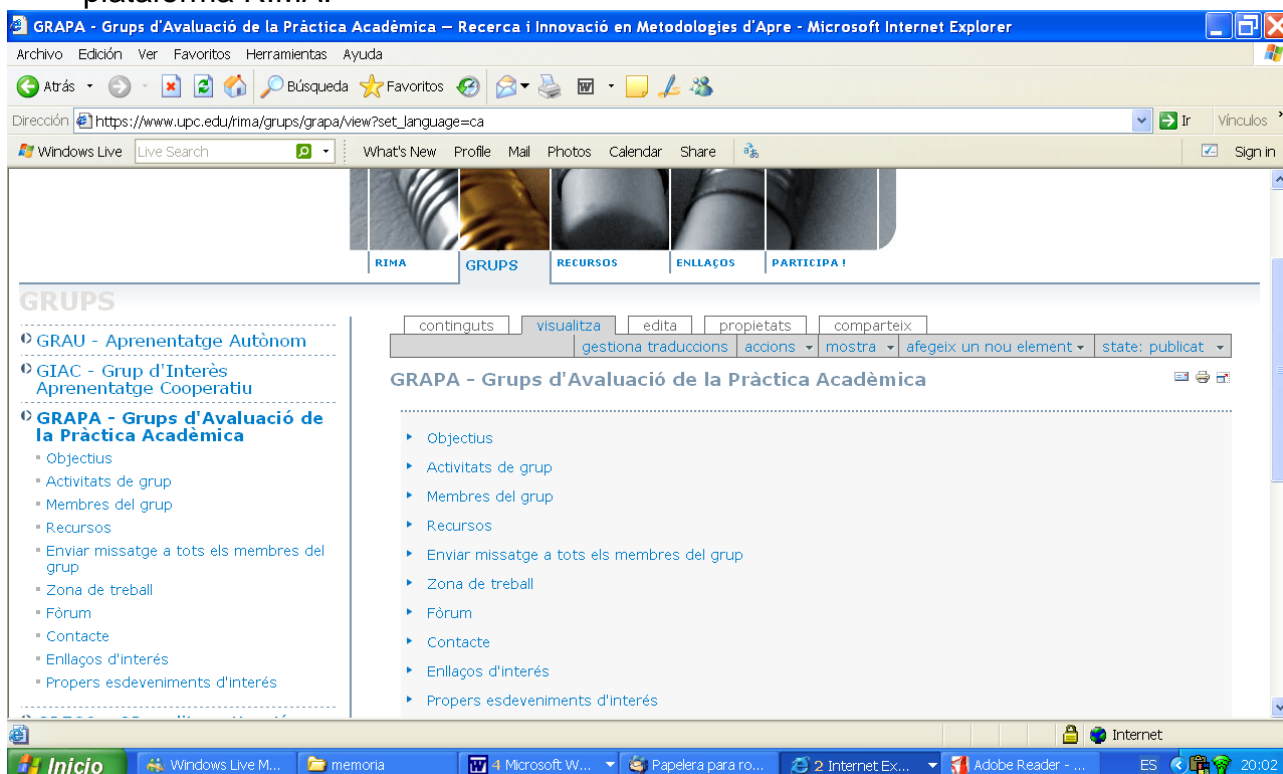 plataforma RIMA.
GRAPA - Grups d'Avaluació de la Pràctica Acadèmica — Recerca i Innovació en Metodologies d'Apre - Microsoft Internet Explorer
Archivo Edición Ver Favoritos Herramientas Ayuda
Atrás Búsqueda Favoritos
Dirección https://www.upc.edu/rima/grups/grapa/view?set_language=ca Ir Vínculos
Windows Live Live Search What's New Profile Mail Photos Calendar Share Sign in
RIMA GRUPS RECURSOS ENLLAÇOS PARTICIPA !
GRUPS
GRAU - Aprenentatge Autònom
GIAC - Grup d'Interès
Aprenentatge Cooperatiu
GRAPA - Grups d'Avaluació de
la Pràctica Acadèmica
Objectius
Activitats de grup
Membres del grup
Recursos
Enviar missatge a tots els membres del
grup
Zona de treball
Fòrum
Contacte
Enllaços d'interés
Propers esdeveniments d'interés
continguts visualitza edita propietats comparteix
gestiona traduccions accions mostra afegeix un nou element state: publicat
GRAPA - Grups d'Avaluació de la Pràctica Acadèmica
Objectius
Activitats de grup
Membres del grup
Recursos
Enviar missatge a tots els membres del grup
Zona de treball
Fòrum
Contacte
Enllaços d'interés
Propers esdeveniments d'interés
Internet
Inicio Windows Live M... memoria 4 Microsoft W... Papelera para ro... 2 Internet Ex... Adobe Reader - ... ES 20:02